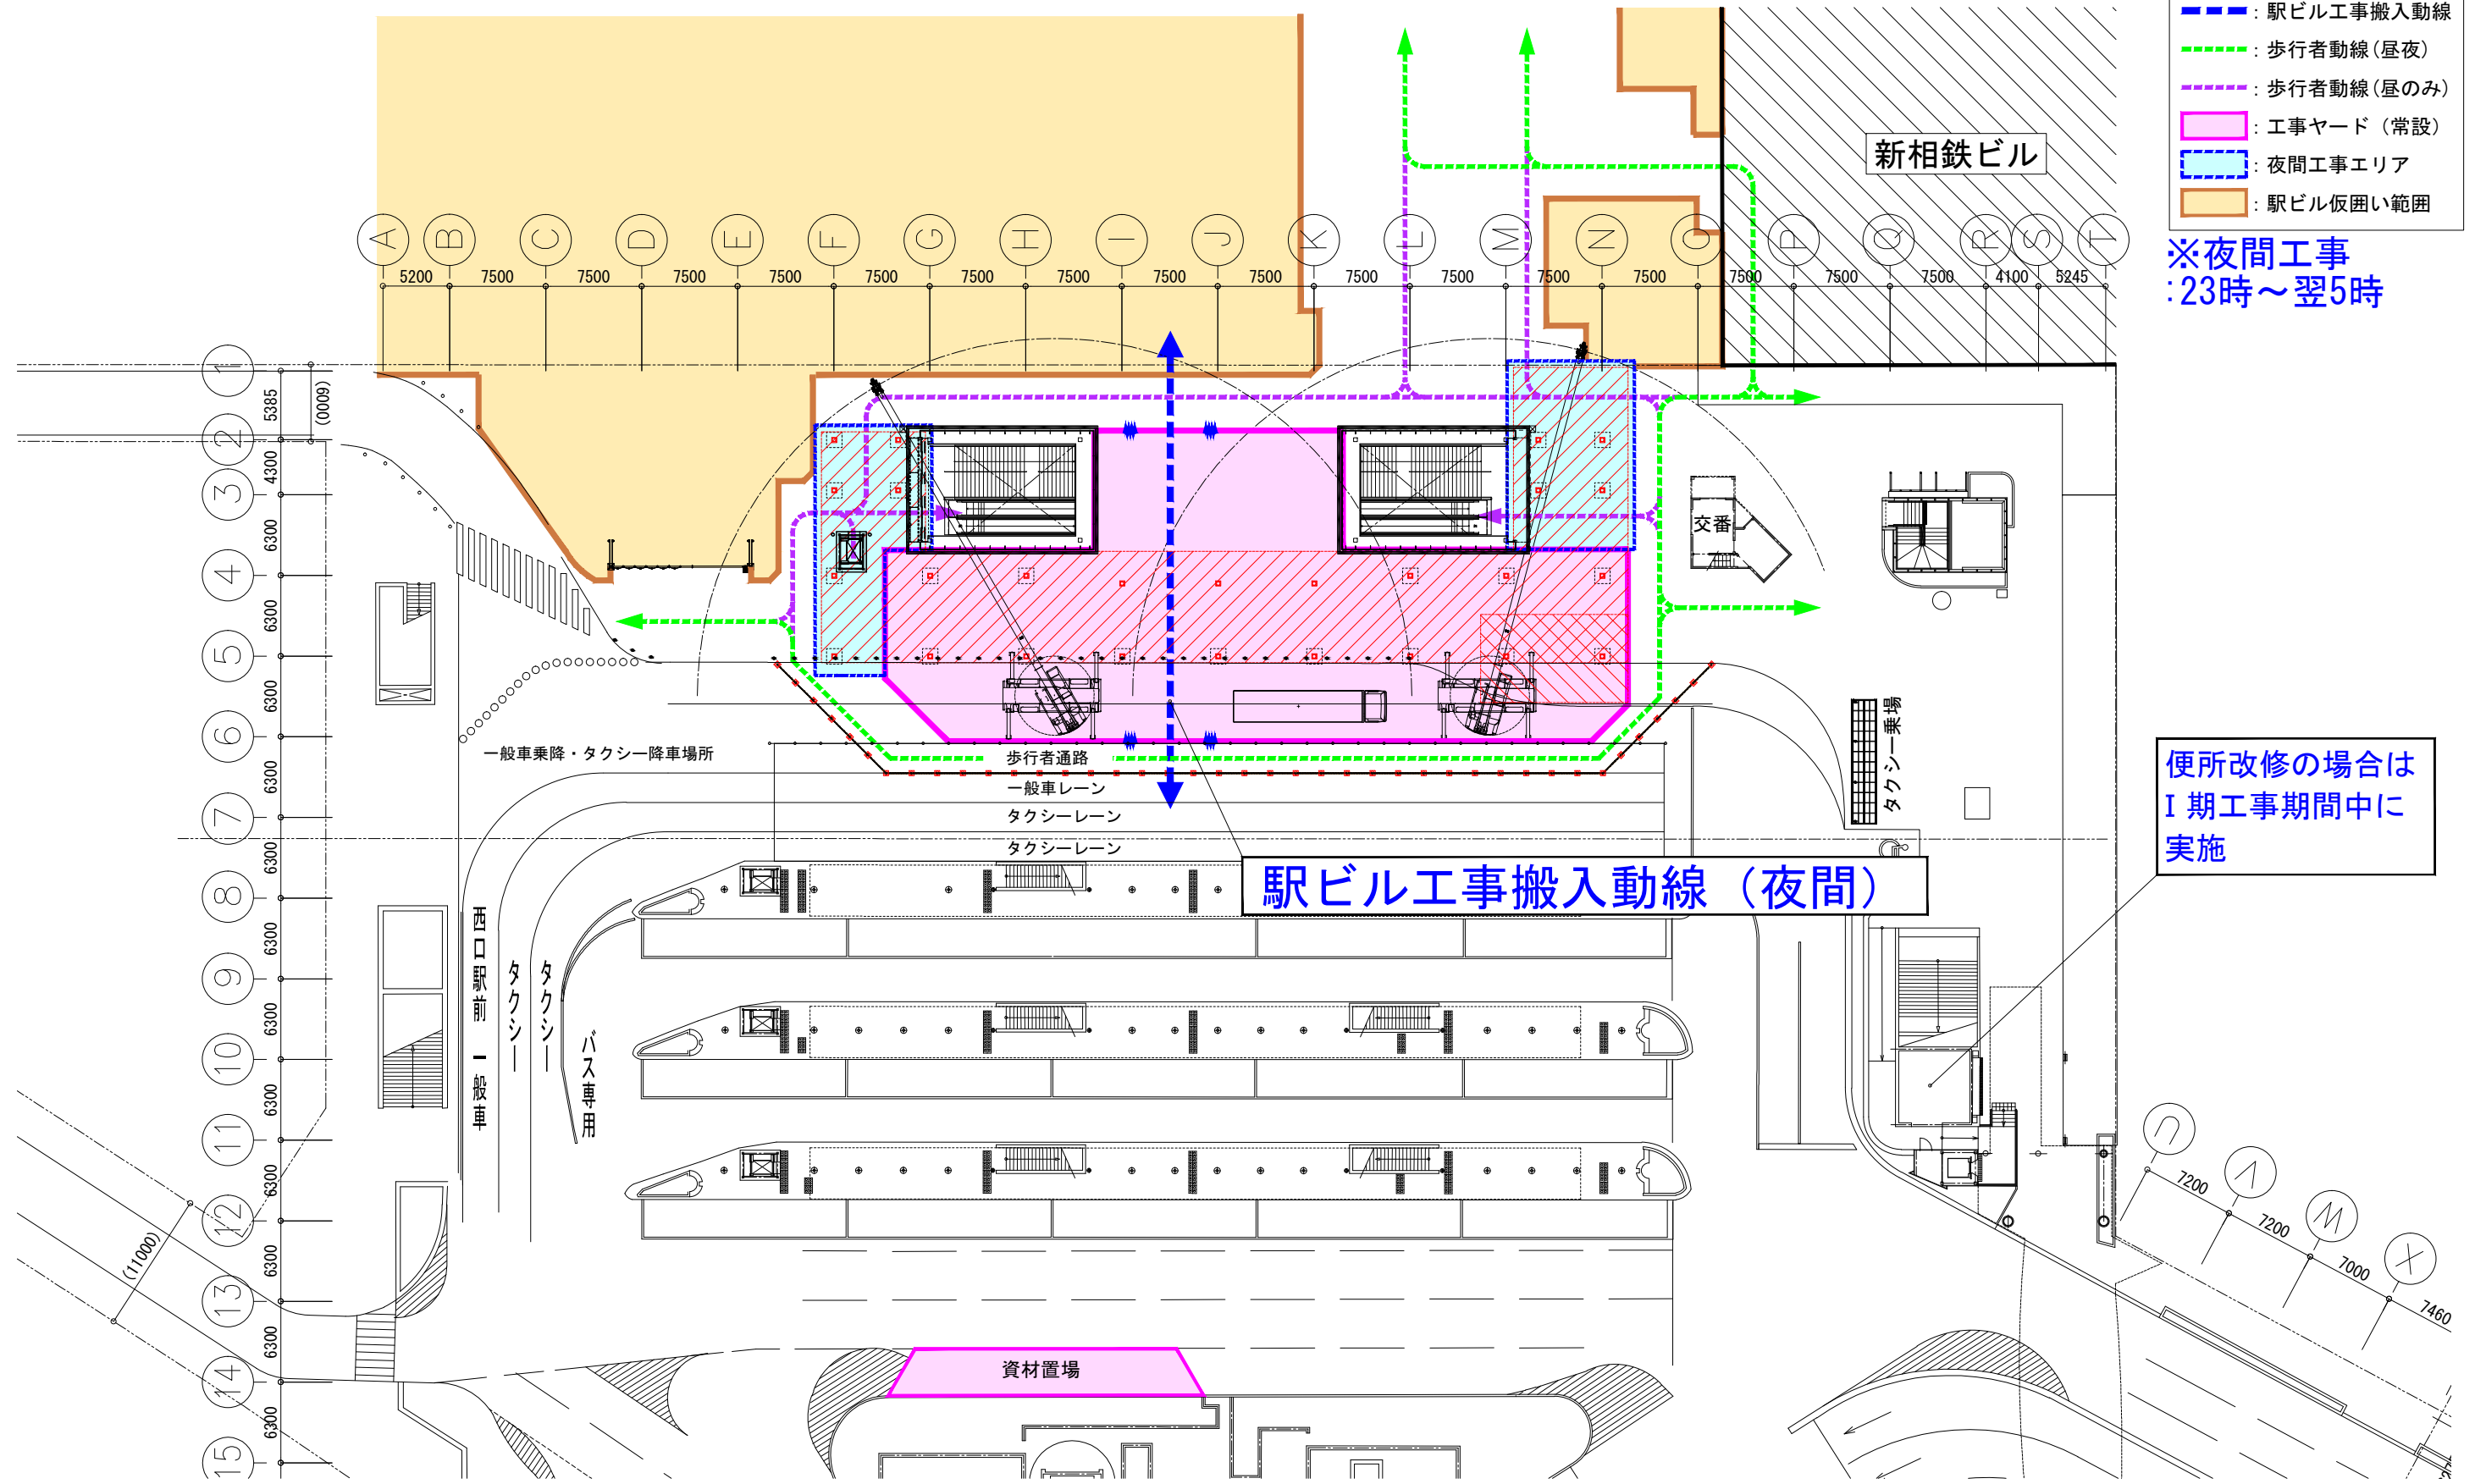 : 駅ビル工事搬入動線
: 歩行者動線(昼夜)
: 歩行者動線(昼のみ)
: 工事ヤード（常設）
: 夜間工事エリア
: 駅ビル仮囲い範囲
※夜間工事
:23時～翌5時
新相鉄ビル
A B C D E F G H I J K L M N O P Q R S T
5200 7500 7500 7500 7500 7500 7500 7500 7500 7500 7500 7500 7500 7500 7500 7500 7500 4100 5245
1
5395
(6000)
2
4300
3
6300
4
6300
5
6300
6
6300
7
6300
8
6300
9
6300
10
6300
11
6300
12
6300
13
6300
14
6300
15
(11000)
交番
一般車乗降・タクシー降車場所
歩行者通路
一般車レーン
タクシーレーン
タクシーレーン
タクシー乗場
駅ビル工事搬入動線（夜間）
便所改修の場合は
Ⅰ期工事期間中に
実施
西口駅前 一般車
タクシー
タクシー
バス専用
資材置場
U V W X
7200 7200 7000 7460